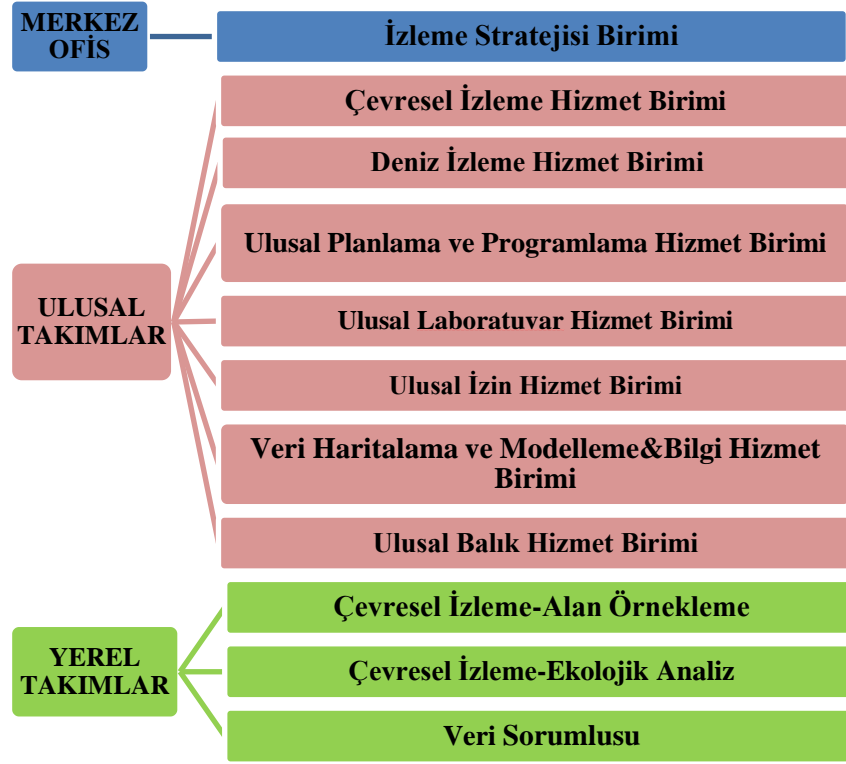 MERKEZ
OFİS
İzleme Stratejisi Birimi
ULUSAL
TAKIMLAR
Çevresel İzleme Hizmet Birimi
Deniz İzleme Hizmet Birimi
Ulusal Planlama ve Programlama Hizmet Birimi
Ulusal Laboratuvar Hizmet Birimi
Ulusal İzin Hizmet Birimi
Veri Haritalama ve Modelleme&Bilgi Hizmet
Birimi
Ulusal Balık Hizmet Birimi
YEREL
TAKIMLAR
Çevresel İzleme-Alan Örnekleme
Çevresel İzleme-Ekolojik Analiz
Veri Sorumlusu